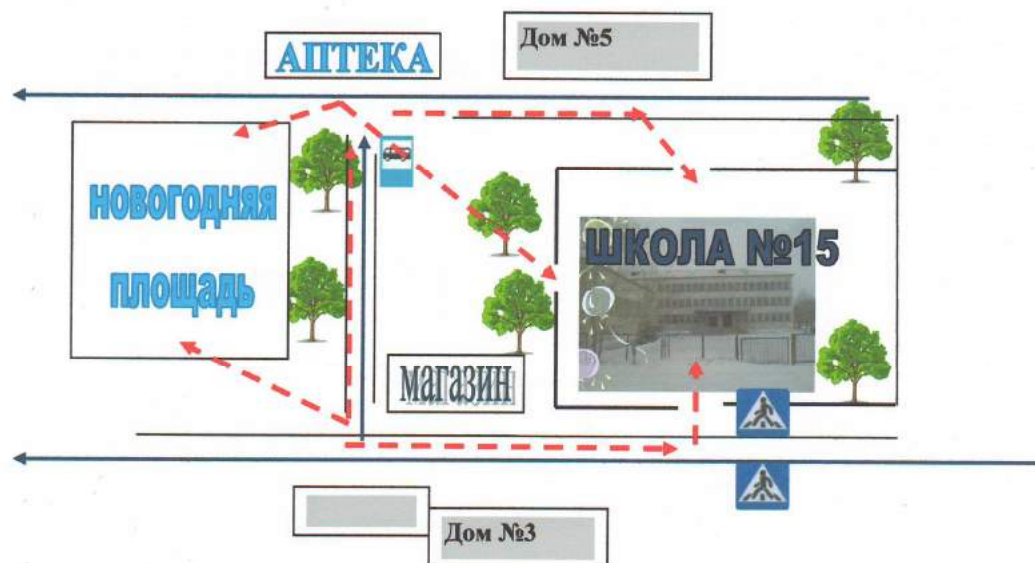 Дом №5
АПТЕКА
НОВОГОДНЯЯ
ПЛОЩАДЬ
ШКОЛА №15
магазин
Дом №3